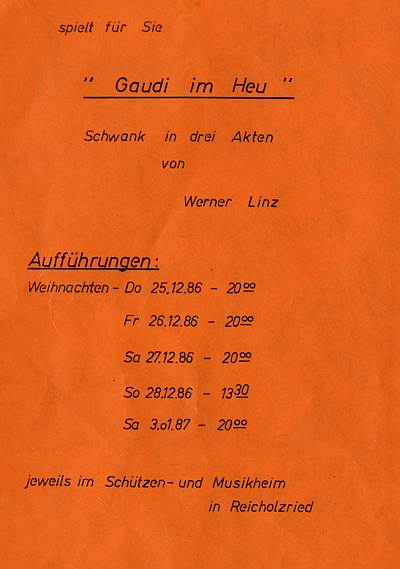 spielt für Sie
" Gaudi im Heu "
Schwank in drei Akten
von
Werner Linz
Aufführungen:
Weihnachten - Do 25.12.86 - 20⁰⁰
Fr 26.12.86 - 20⁰⁰
Sa 27.12.86 - 20⁰⁰
So 28.12.86 - 13³⁰
Sa 3.01.87 - 20⁰⁰
jeweils im Schützen- und Musikheim
in Reicholzried